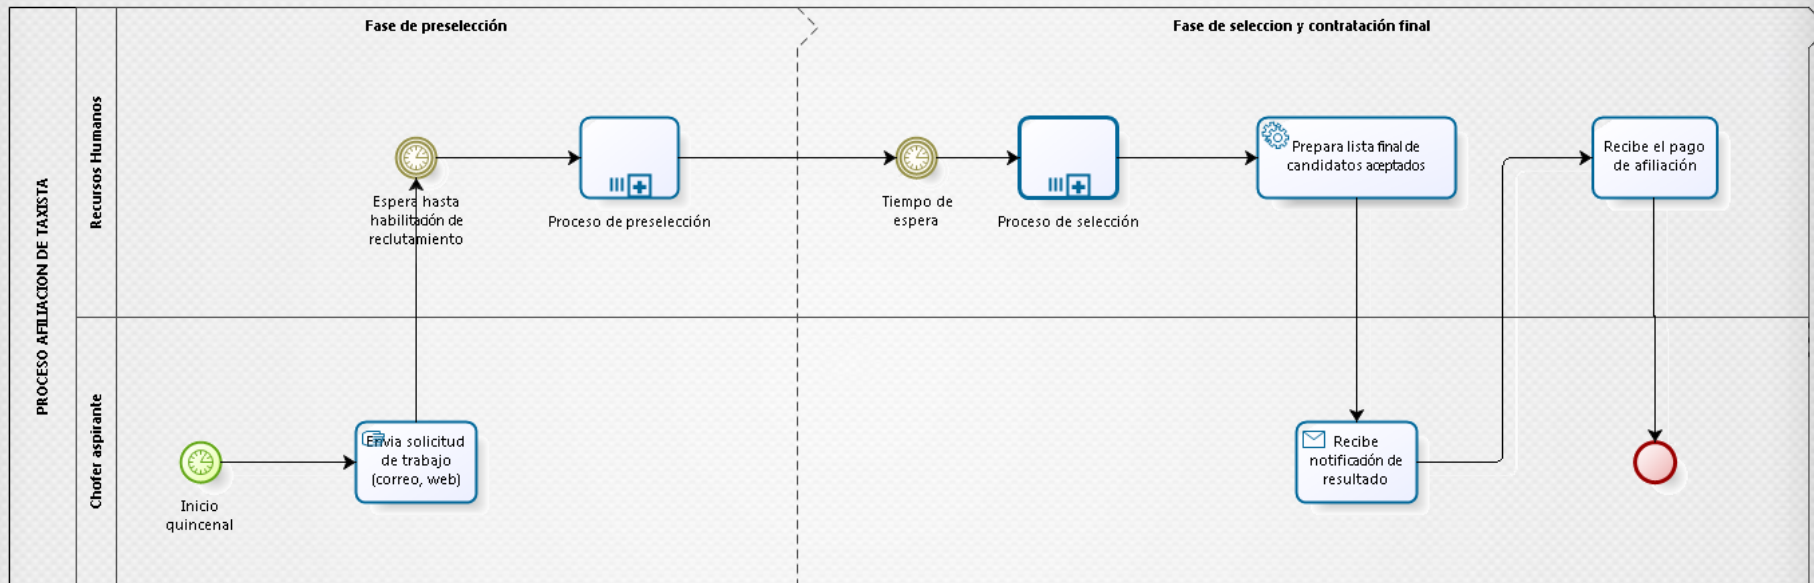 Fase de preselección
Fase de seleccion y contratación final
PROCESO AFILIACION DE TAXISTA
Recursos Humanos
Espera hasta
habilitación de
reclutamiento
Proceso de preselección
Tiempo de
espera
Proceso de selección
Prepara lista final de
candidatos aceptados
Recibe el pago
de afiliación
Chofer aspirante
Inicio
quincenal
Envia solicitud
de trabajo
(correo, web)
Recibe
notificación de
resultado